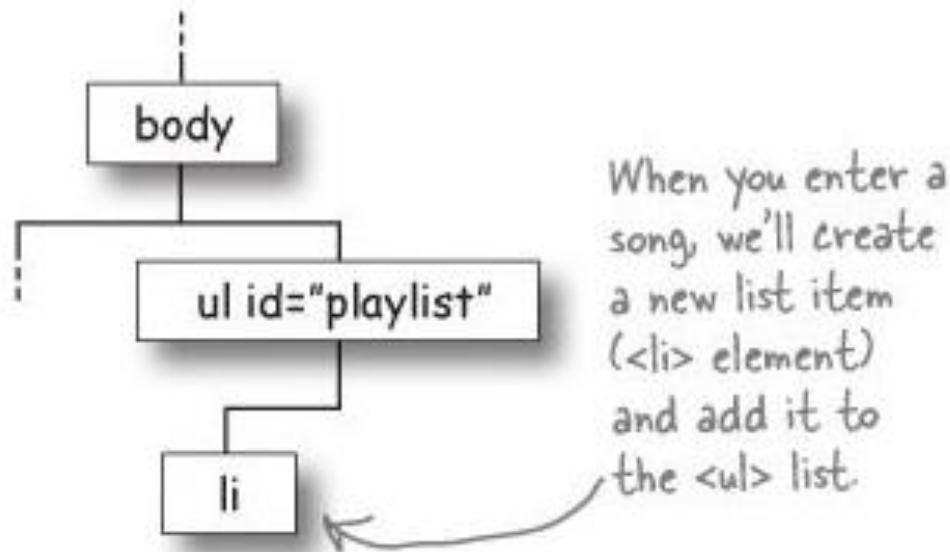 body
ul id="playlist"
li
When you enter a
song, we'll create
a new list item
(<li> element)
and add it to
the <ul> list.